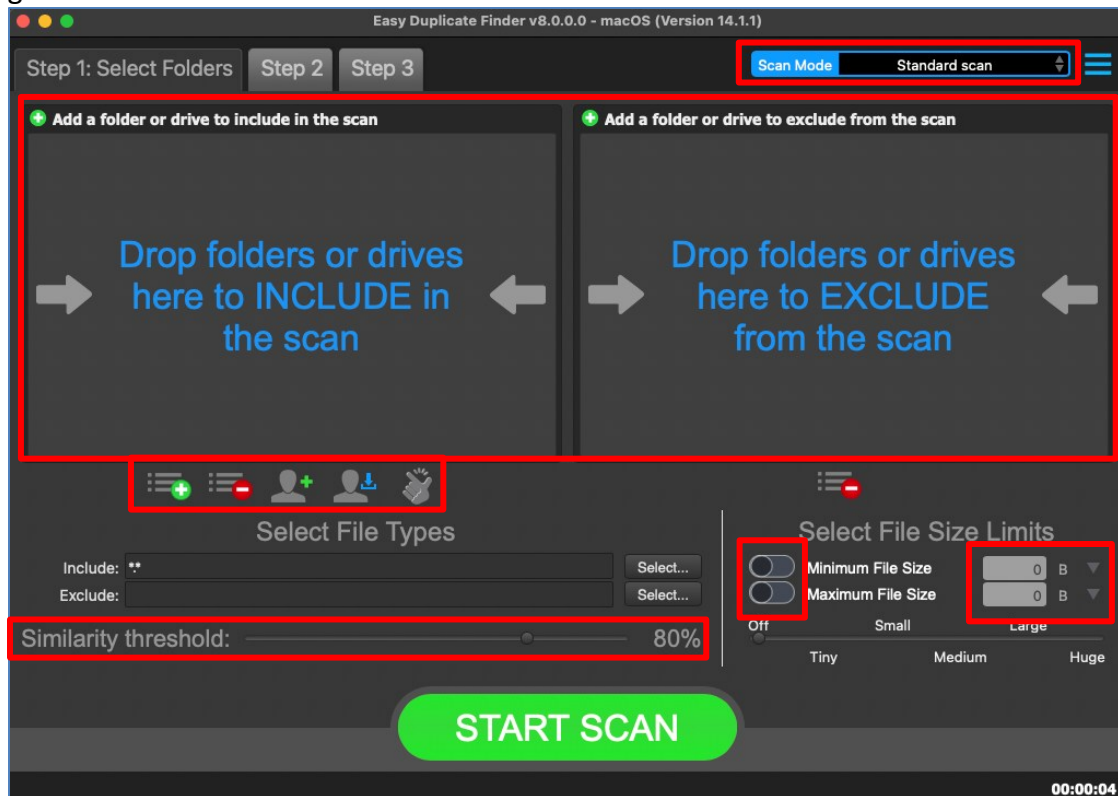 Easy Duplicate Finder v8.0.0.0 - macOS (Version 14.1.1)
Step 1: Select Folders Step 2 Step 3 Scan Mode Standard scan
Add a folder or drive to include in the scan
Drop folders or drives
here to INCLUDE in
the scan
Add a folder or drive to exclude from the scan
Drop folders or drives
here to EXCLUDE
from the scan
Select File Types
Include: *.* Select...
Exclude: Select...
Similarity threshold: 80%
Select File Size Limits
Minimum File Size 0 B
Maximum File Size 0 B
Off Small Large
Tiny Medium Huge
START SCAN
00:00:04